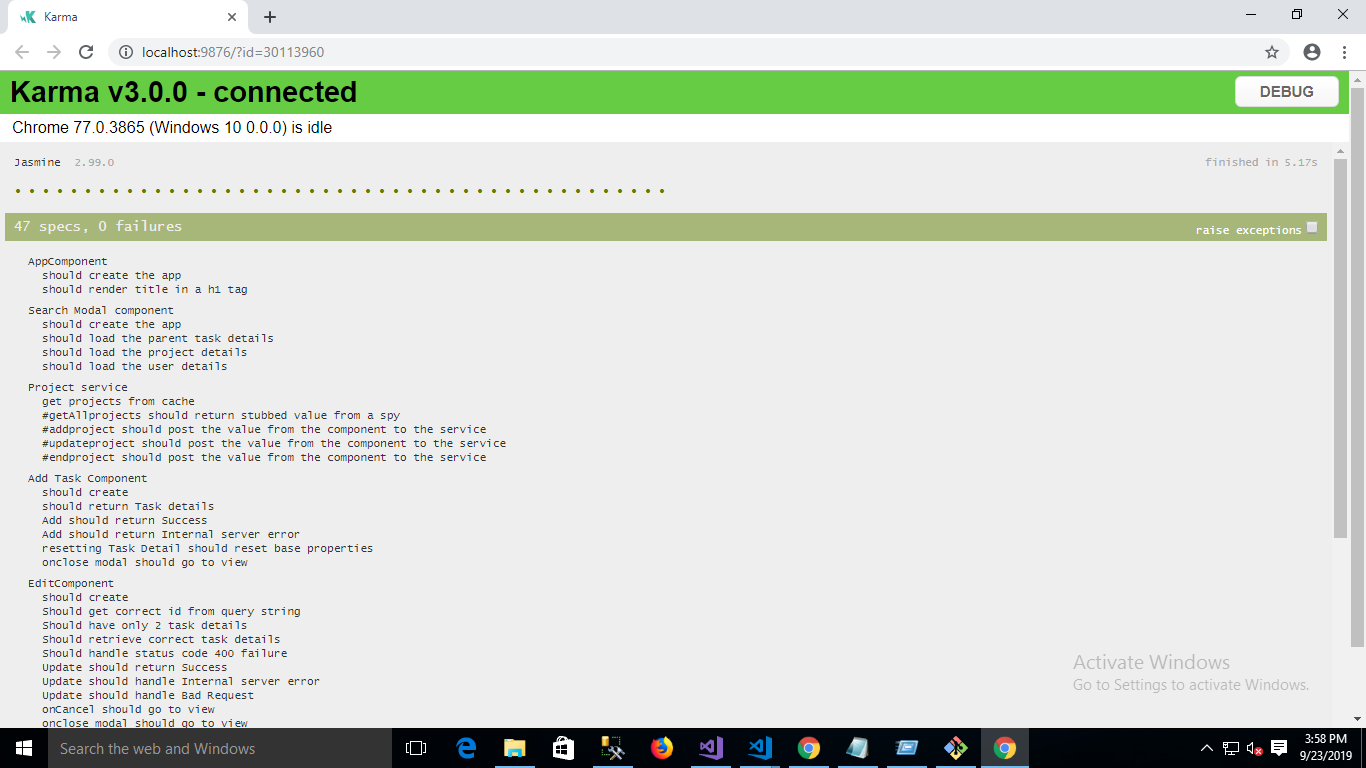 Karma
localhost:9876/?id=30113960
Karma v3.0.0 - connected
DEBUG
Chrome 77.0.3865 (Windows 10 0.0.0) is idle
Jasmine 2.99.0
finished in 5.17s
47 specs, 0 failures
raise exceptions
AppComponent
should create the app
should render title in a h1 tag
Search Modal component
should create the app
should load the parent task details
should load the project details
should load the user details
Project service
get projects from cache
#getAllprojects should return stubbed value from a spy
#addproject should post the value from the component to the service
#updateproject should post the value from the component to the service
#endproject should post the value from the component to the service
Add Task Component
should create
should return Task details
Add should return Success
Add should return Internal server error
resetting Task Detail should reset base properties
onclose modal should go to view
EditComponent
should create
Should get correct id from query string
Should have only 2 task details
Should retrieve correct task details
Should handle status code 400 failure
Update should return Success
Update should handle Internal server error
Update should handle Bad Request
onCancel should go to view
onclose modal should go to view
Activate Windows
Go to Settings to activate Windows.
Search the web and Windows
3:58 PM
9/23/2019